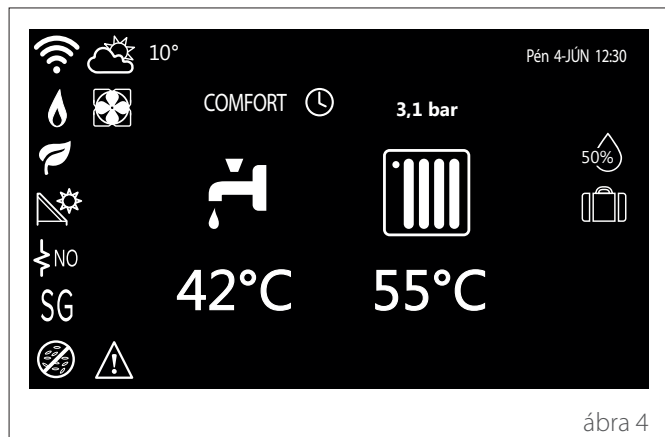 10° Pén 4-JÚN 12:30
COMFORT 3,1 bar
50%
NO
42°C 55°C
SG
ábra 4